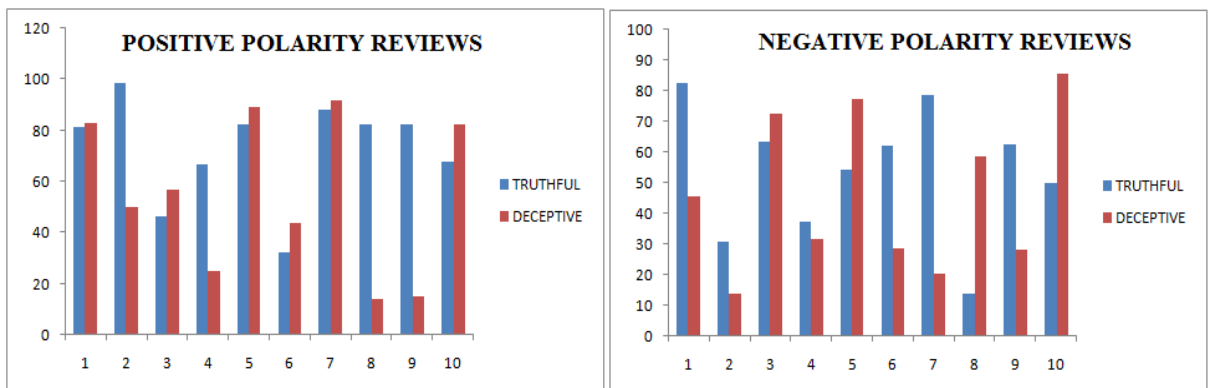 POSITIVE POLARITY REVIEWS
120
100
80
60
40
20
0
1 2 3 4 5 6 7 8 9 10
TRUTHFUL
DECEPTIVE
NEGATIVE POLARITY REVIEWS
100
90
80
70
60
50
40
30
20
10
0
1 2 3 4 5 6 7 8 9 10
TRUTHFUL
DECEPTIVE